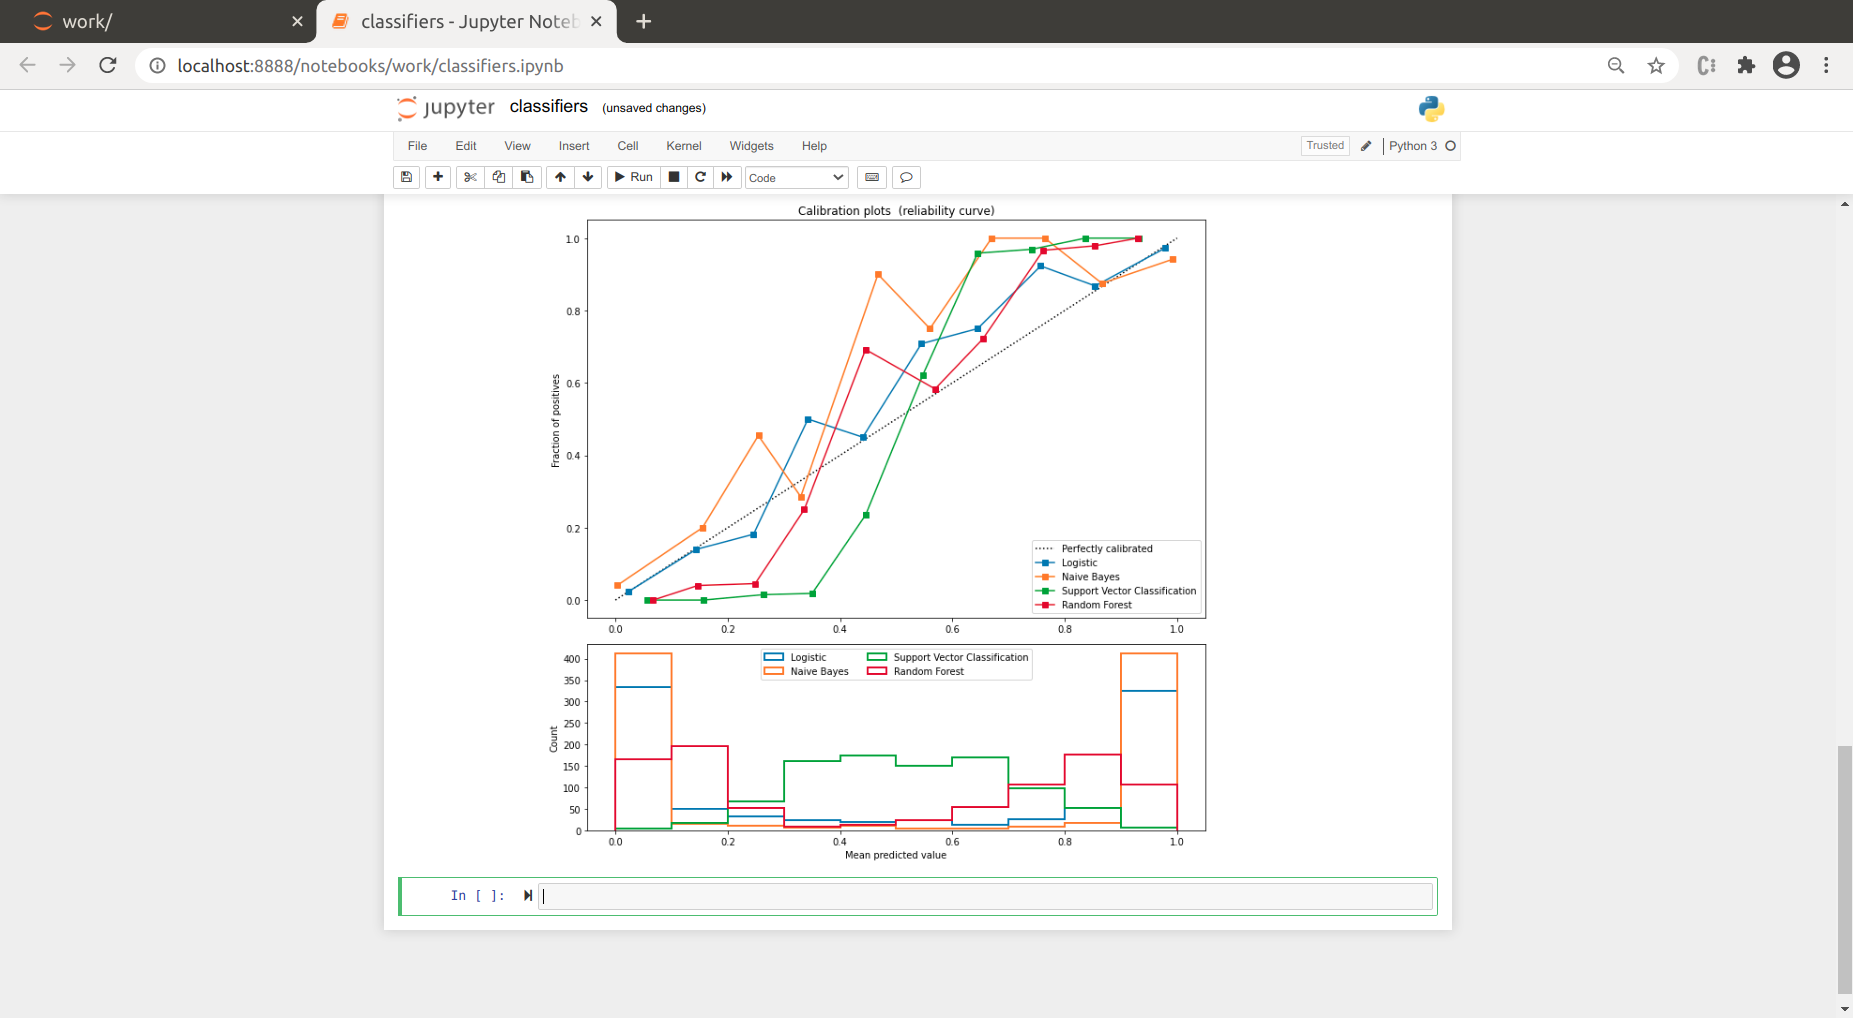 work/
classifiers - Jupyter Noteb
localhost:8888/notebooks/work/classifiers.ipynb
jupyter classifiers (unsaved changes)
File Edit View Insert Cell Kernel Widgets Help Trusted Python 3
Run Code
Calibration plots (reliability curve)
Fraction of positives
1.0
0.8
0.6
0.4
0.2
0.0
Perfectly calibrated
Logistic
Naive Bayes
Support Vector Classification
Random Forest
0.0 0.2 0.4 0.6 0.8 1.0
Count
400
350
300
250
200
150
100
50
0
Logistic Support Vector Classification
Naive Bayes Random Forest
0.0 0.2 0.4 0.6 0.8 1.0
Mean predicted value
In [ ]: